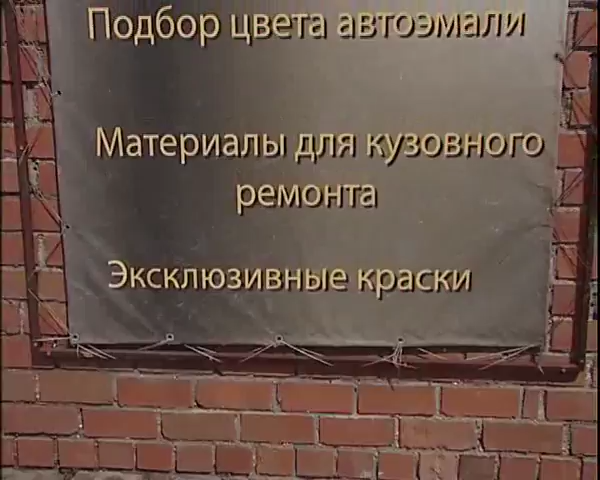 Подбор цвета автоэмали
Материалы для кузовного
ремонта
Эксклюзивные краски